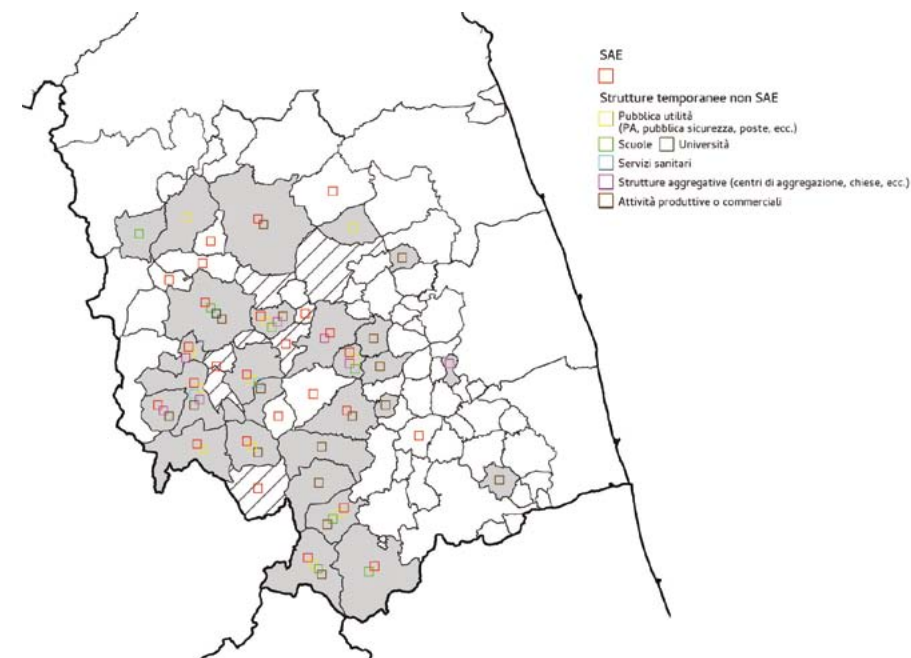 SAE
Strutture temporanee non SAE
Pubblica utilità
(PA, pubblica sicurezza, poste, ecc.)
Scuole Università
Servizi sanitari
Strutture aggregative (centri di aggregazione, chiese, ecc.)
Attività produttive o commerciali